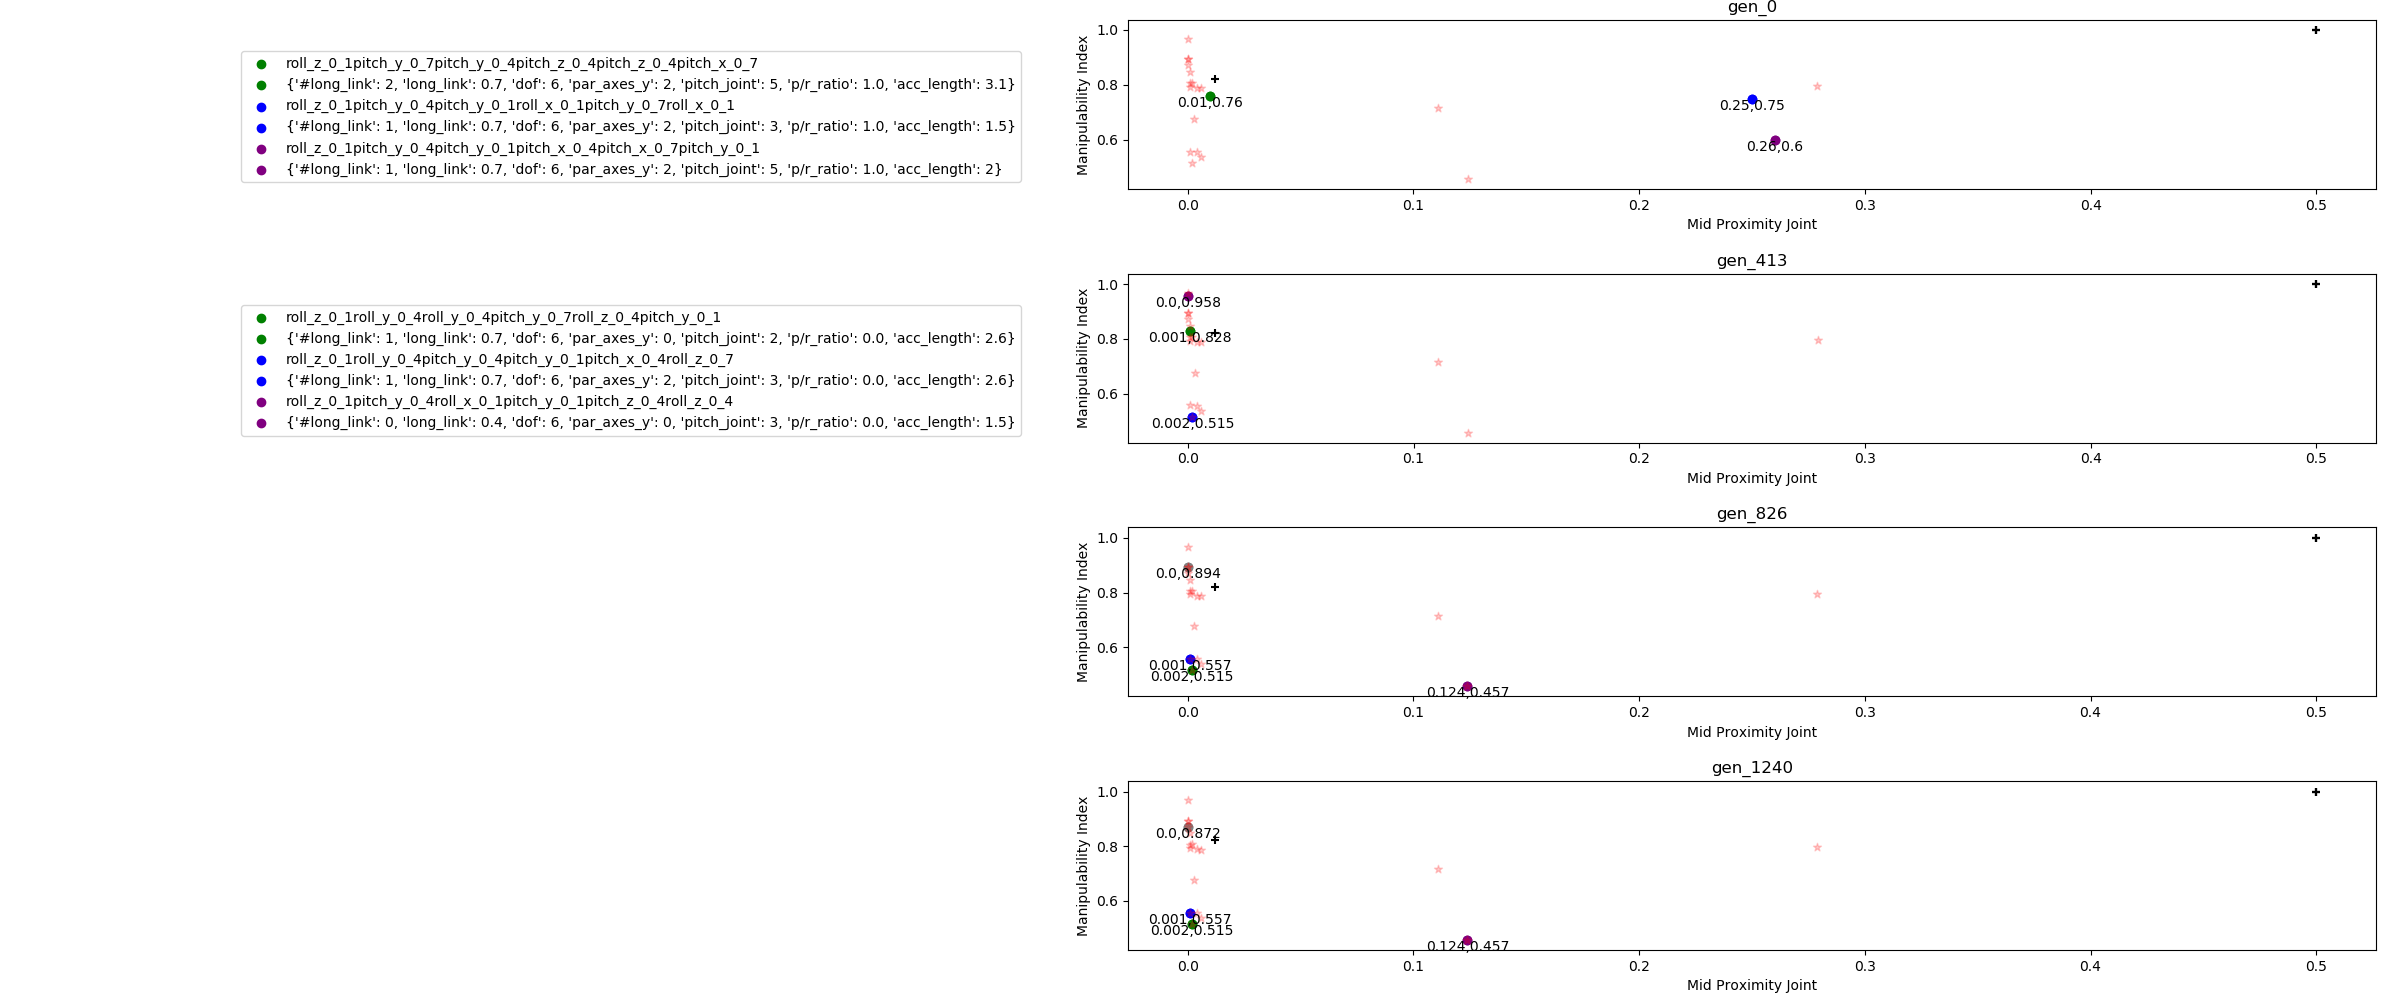 gen_0
roll_z_0_1pitch_y_0_7pitch_y_0_4pitch_z_0_4pitch_z_0_4pitch_x_0_7
{'#long_link': 2, 'long_link': 0.7, 'dof': 6, 'par_axes_y': 2, 'pitch_joint': 5, 'p/r_ratio': 1.0, 'acc_length': 3.1}
roll_z_0_1pitch_y_0_4pitch_y_0_1roll_x_0_1pitch_y_0_7roll_x_0_1
{'#long_link': 1, 'long_link': 0.7, 'dof': 6, 'par_axes_y': 2, 'pitch_joint': 3, 'p/r_ratio': 1.0, 'acc_length': 1.5}
roll_z_0_1pitch_y_0_4pitch_y_0_1pitch_x_0_4pitch_x_0_7pitch_y_0_1
{'#long_link': 1, 'long_link': 0.7, 'dof': 6, 'par_axes_y': 2, 'pitch_joint': 5, 'p/r_ratio': 1.0, 'acc_length': 2}
Manipulability Index
1.0
0.8
0.6
0.01,0.76
0.25,0.75
0.26,0.6
0.0 0.1 0.2 0.3 0.4 0.5
Mid Proximity Joint
gen_413
roll_z_0_1roll_y_0_4roll_y_0_4pitch_y_0_7roll_z_0_4pitch_y_0_1
{'#long_link': 1, 'long_link': 0.7, 'dof': 6, 'par_axes_y': 0, 'pitch_joint': 2, 'p/r_ratio': 0.0, 'acc_length': 2.6}
roll_z_0_1roll_y_0_4pitch_y_0_4pitch_y_0_1pitch_x_0_4roll_z_0_7
{'#long_link': 1, 'long_link': 0.7, 'dof': 6, 'par_axes_y': 2, 'pitch_joint': 3, 'p/r_ratio': 0.0, 'acc_length': 2.6}
roll_z_0_1pitch_y_0_4roll_x_0_1pitch_y_0_1pitch_z_0_4roll_z_0_4
{'#long_link': 0, 'long_link': 0.4, 'dof': 6, 'par_axes_y': 0, 'pitch_joint': 3, 'p/r_ratio': 0.0, 'acc_length': 1.5}
Manipulability Index
1.0
0.8
0.6
0.0,0.958
0.001,0.828
0.002,0.515
0.0 0.1 0.2 0.3 0.4 0.5
Mid Proximity Joint
gen_826
Manipulability Index
1.0
0.8
0.6
0.0,0.894
0.001,0.557
0.002,0.515
0.124,0.457
0.0 0.1 0.2 0.3 0.4 0.5
Mid Proximity Joint
gen_1240
Manipulability Index
1.0
0.8
0.6
0.0,0.872
0.001,0.557
0.002,0.515
0.124,0.457
0.0 0.1 0.2 0.3 0.4 0.5
Mid Proximity Joint